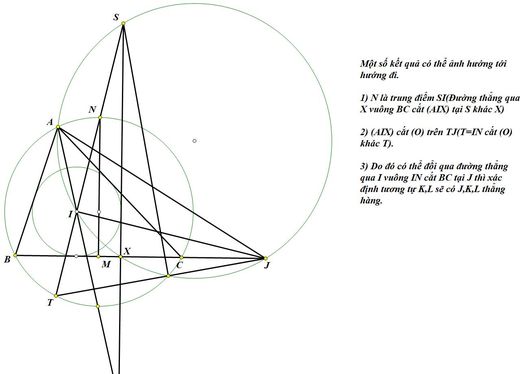 S
Một số kết quả có thể ảnh hướng tới
hướng đi.
1) N là trung điểm SI(Đường thẳng qua
X vuông BC cắt (AIX) tại S khác X)
2) (AIX) cắt (O) trên TJ(T=IN cắt (O)
khác T).
3) Do đó có thể đổi qua đường thẳng
qua I vuông IN cắt BC tại J thì xác
định tương tự K,L sẽ có J,K,L thẳng
hàng.
A
N
I
B
M
X
C
J
T